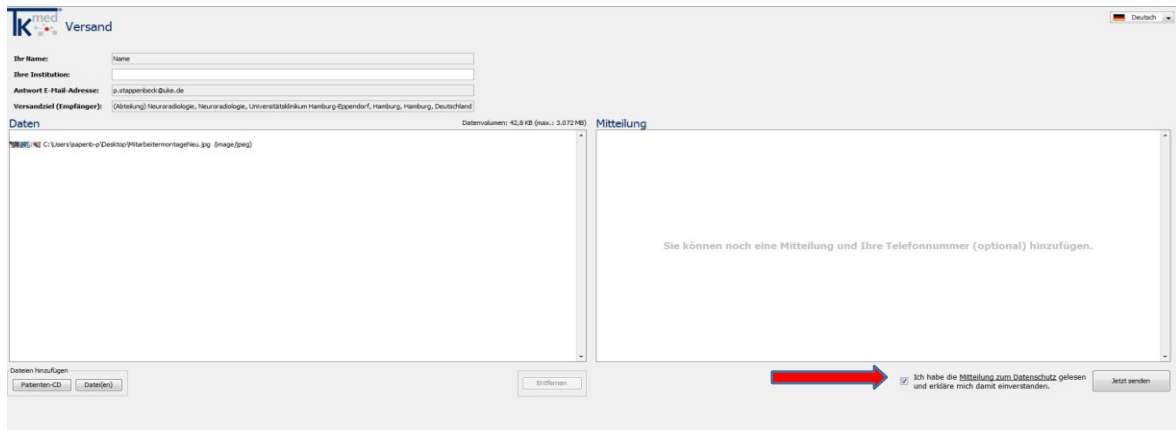 TKmed Versand
Deutsch
Ihr Name: Name
Ihre Institution:
Antwort E-Mail-Adresse: p.stappenbeck@uke.de
Versandziel (Empfänger): (Abteilung) Neuroradiologie, Neuroradiologie, Universitätsklinikum Hamburg-Eppendorf, Hamburg, Hamburg, Deutschland
Daten
Datenvolumen: 42,8 KB (max.: 3.072 MB)
C:\Users\papenb-p\Desktop\MitarbeitermontageNeu.jpg (image/jpeg)
Mitteilung
Sie können noch eine Mitteilung und Ihre Telefonnummer (optional) hinzufügen.
Dateien hinzufügen
Patienten-CD Datei(en)
Entfernen
Ich habe die Mitteilung zum Datenschutz gelesen
und erkläre mich damit einverstanden.
Jetzt senden